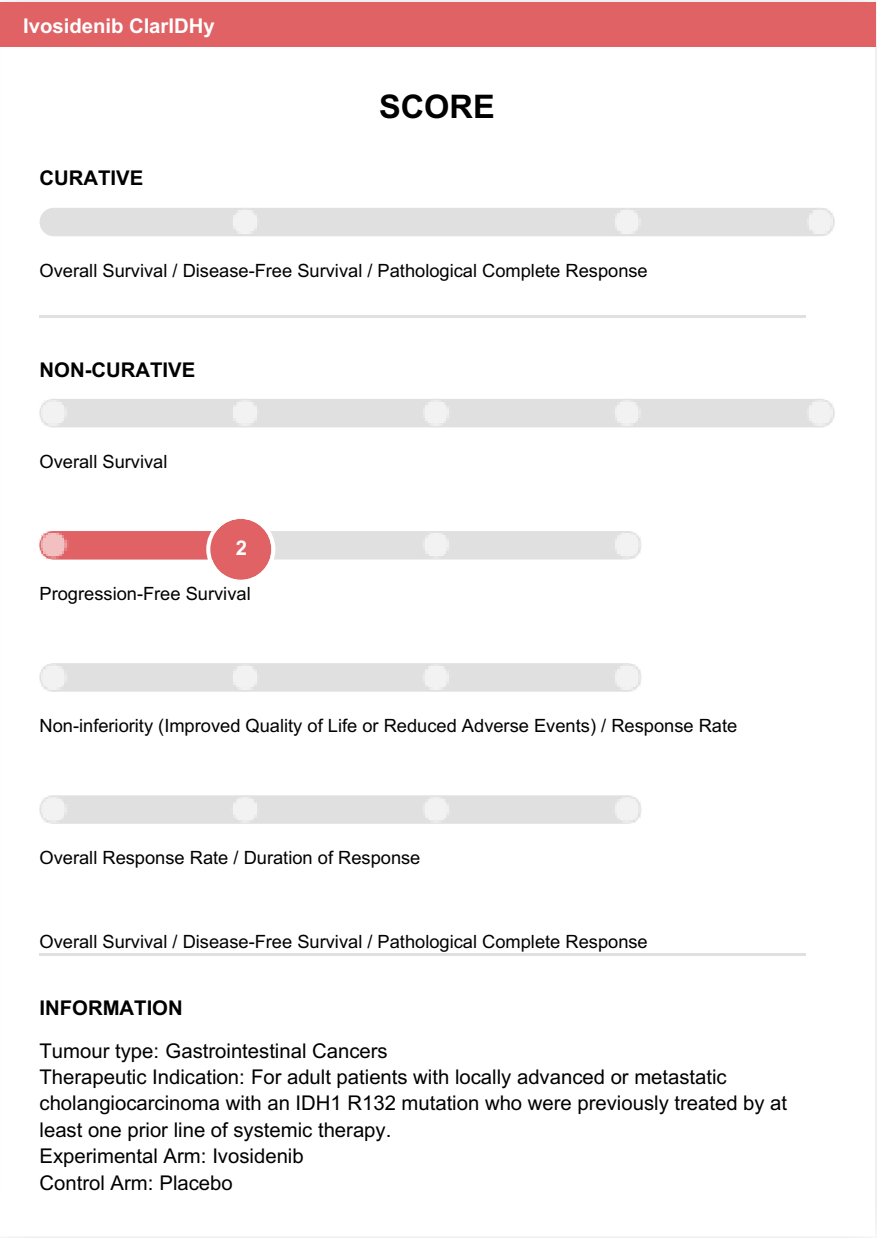 Ivosidenib ClarIDHy
SCORE
CURATIVE
Overall Survival / Disease-Free Survival / Pathological Complete Response
NON-CURATIVE
Overall Survival
2
Progression-Free Survival
Non-inferiority (Improved Quality of Life or Reduced Adverse Events) / Response Rate
Overall Response Rate / Duration of Response
Overall Survival / Disease-Free Survival / Pathological Complete Response
INFORMATION
Tumour type: Gastrointestinal Cancers
Therapeutic Indication: For adult patients with locally advanced or metastatic
cholangiocarcinoma with an IDH1 R132 mutation who were previously treated by at
least one prior line of systemic therapy.
Experimental Arm: Ivosidenib
Control Arm: Placebo